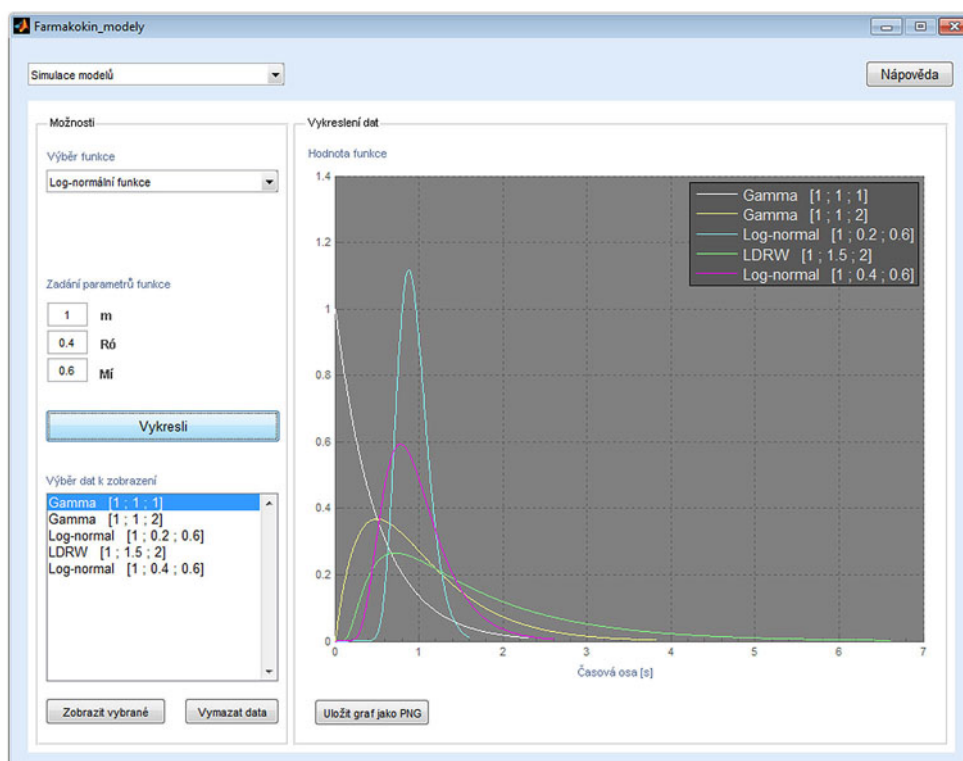 Farmakokin_modely
Simulace modelů
Nápověda
Možnosti
Výběr funkce
Log-normální funkce
Zadání parametrů funkce
1 m
0.4 Ró
0.6 Mí
Vykresli
Výběr dat k zobrazení
Gamma [1 ; 1 ; 1]
Gamma [1 ; 1 ; 2]
Log-normal [1 ; 0.2 ; 0.6]
LDRW [1 ; 1.5 ; 2]
Log-normal [1 ; 0.4 ; 0.6]
Zobrazit vybrané
Vymazat data
Vykreslení dat
Hodnota funkce
1.4
1.2
1
0.8
0.6
0.4
0.2
0
Gamma [1 ; 1 ; 1]
Gamma [1 ; 1 ; 2]
Log-normal [1 ; 0.2 ; 0.6]
LDRW [1 ; 1.5 ; 2]
Log-normal [1 ; 0.4 ; 0.6]
0 1 2 3 4 5 6 7
Časová osa [s]
Uložit graf jako PNG